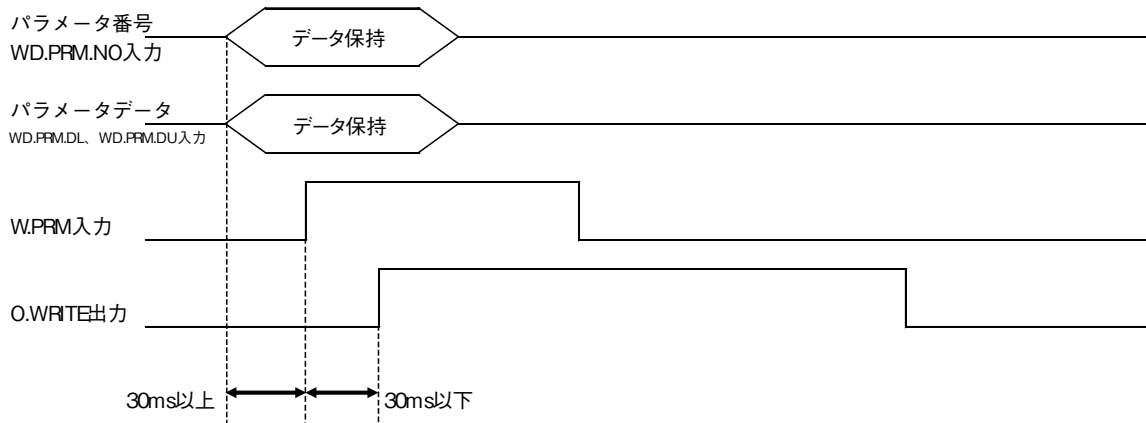 パラメータ番号
WD.PRM.NO入力
データ保持
パラメータデータ
WD.PRM.DL、WD.PRM.DU入力
データ保持
W.PRM入力
O.WRITE出力
30ms以上
30ms以下